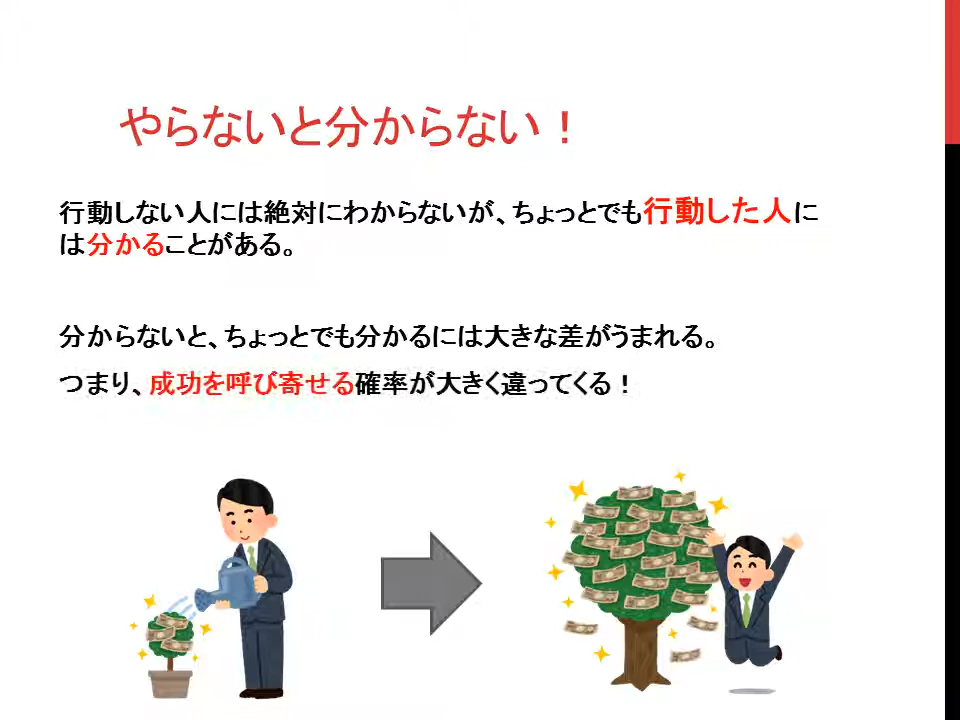 やらないと分からない！
行動しない人には絶対にわからないが、ちょっとでも行動した人に
は分かることがある。
分からないと、ちょっとでも分かるには大きな差がうまれる。
つまり、成功を呼び寄せる確率が大きく違ってくる！